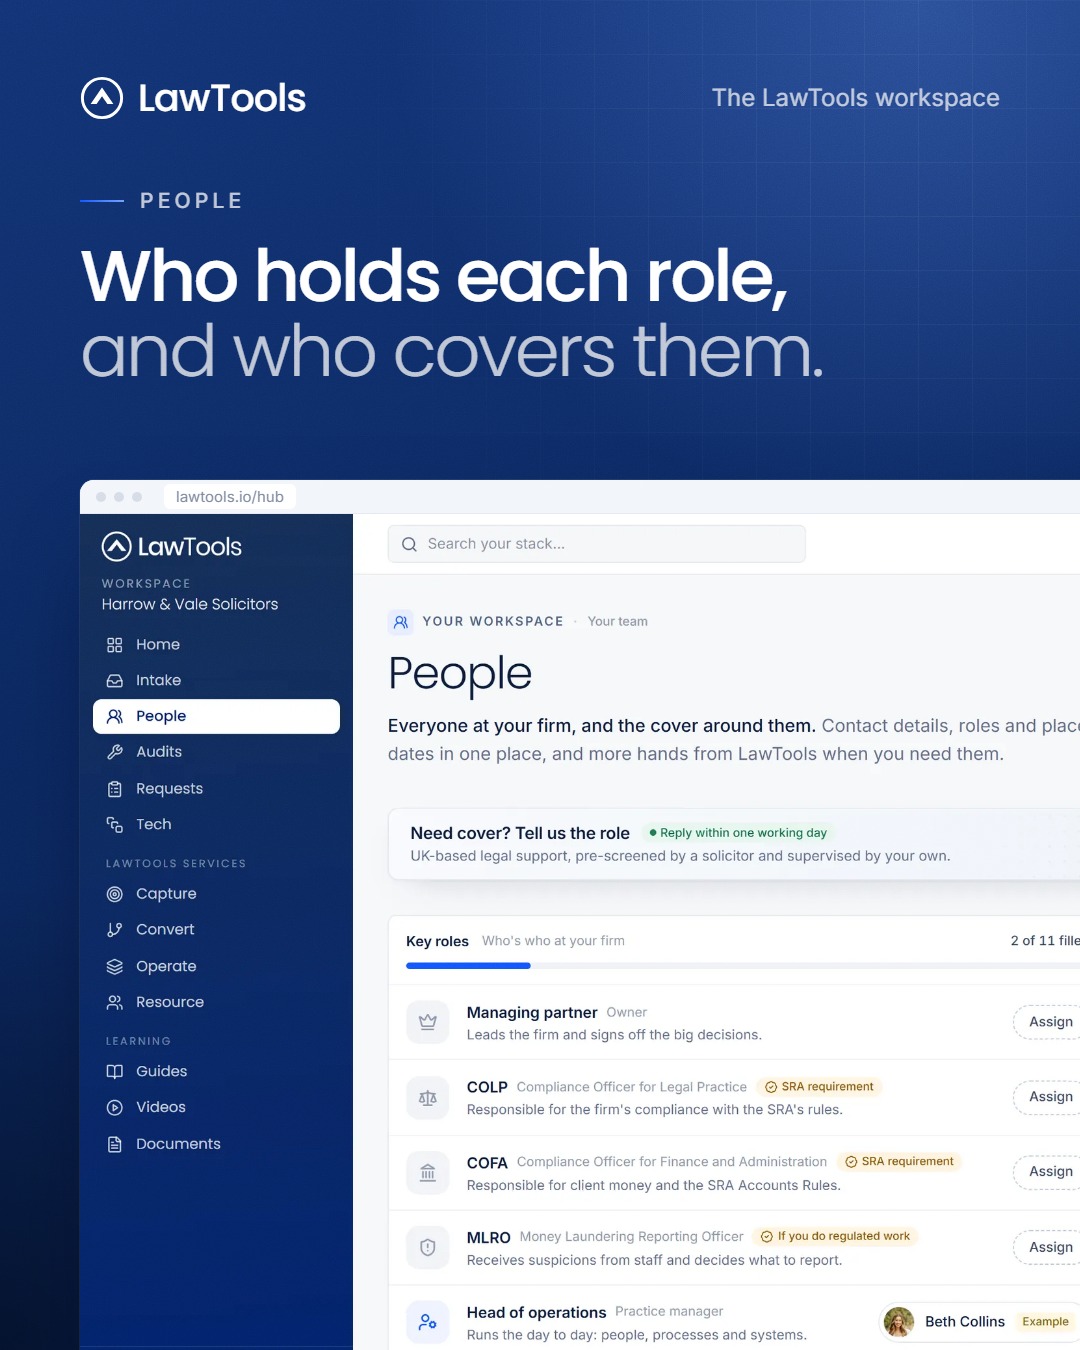 LawTools
The LawTools workspace
PEOPLE
Who holds each role,
and who covers them.
lawtools.io/hub
LawTools
WORKSPACE
Harrow & Vale Solicitors
Home
Intake
People
Audits
Requests
Tech
LAWTOOLS SERVICES
Capture
Convert
Operate
Resource
LEARNING
Guides
Videos
Documents
Search your stack...
YOUR WORKSPACE · Your team
People
Everyone at your firm, and the cover around them. Contact details, roles and plac
dates in one place, and more hands from LawTools when you need them.
Need cover? Tell us the role Reply within one working day
UK-based legal support, pre-screened by a solicitor and supervised by your own.
Key roles Who's who at your firm 2 of 11 fille
Managing partner Owner
Leads the firm and signs off the big decisions.
Assign
COLP Compliance Officer for Legal Practice SRA requirement
Responsible for the firm's compliance with the SRA's rules.
Assign
COFA Compliance Officer for Finance and Administration SRA requirement
Responsible for client money and the SRA Accounts Rules.
Assign
MLRO Money Laundering Reporting Officer If you do regulated work
Receives suspicions from staff and decides what to report.
Assign
Head of operations Practice manager
Runs the day to day: people, processes and systems.
Beth Collins Example